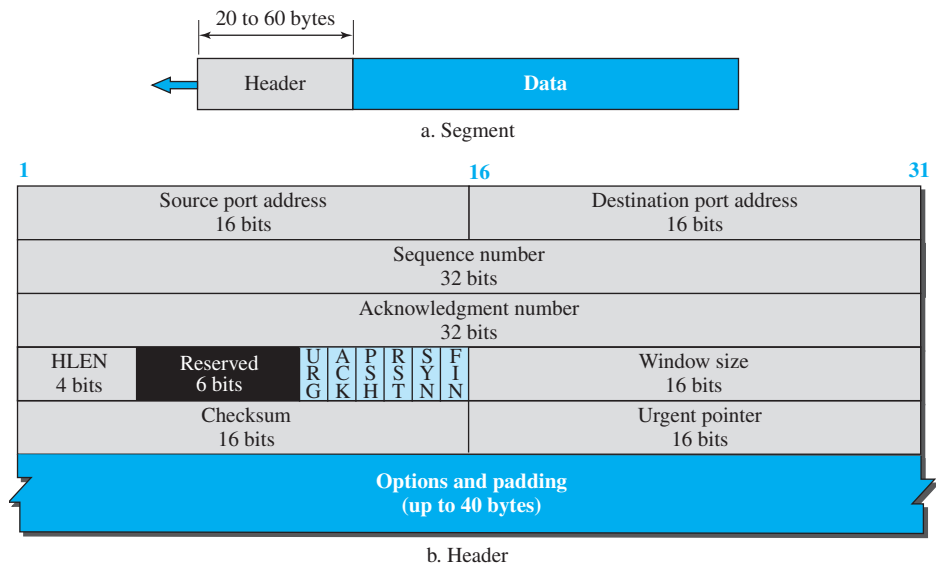 20 to 60 bytes
Header
Data
a. Segment
1
16
31
Source port address
16 bits
Destination port address
16 bits
Sequence number
32 bits
Acknowledgment number
32 bits
HLEN
4 bits
Reserved
6 bits
URG
ACK
PSH
RST
SYN
FIN
Window size
16 bits
Checksum
16 bits
Urgent pointer
16 bits
Options and padding
(up to 40 bytes)
b. Header